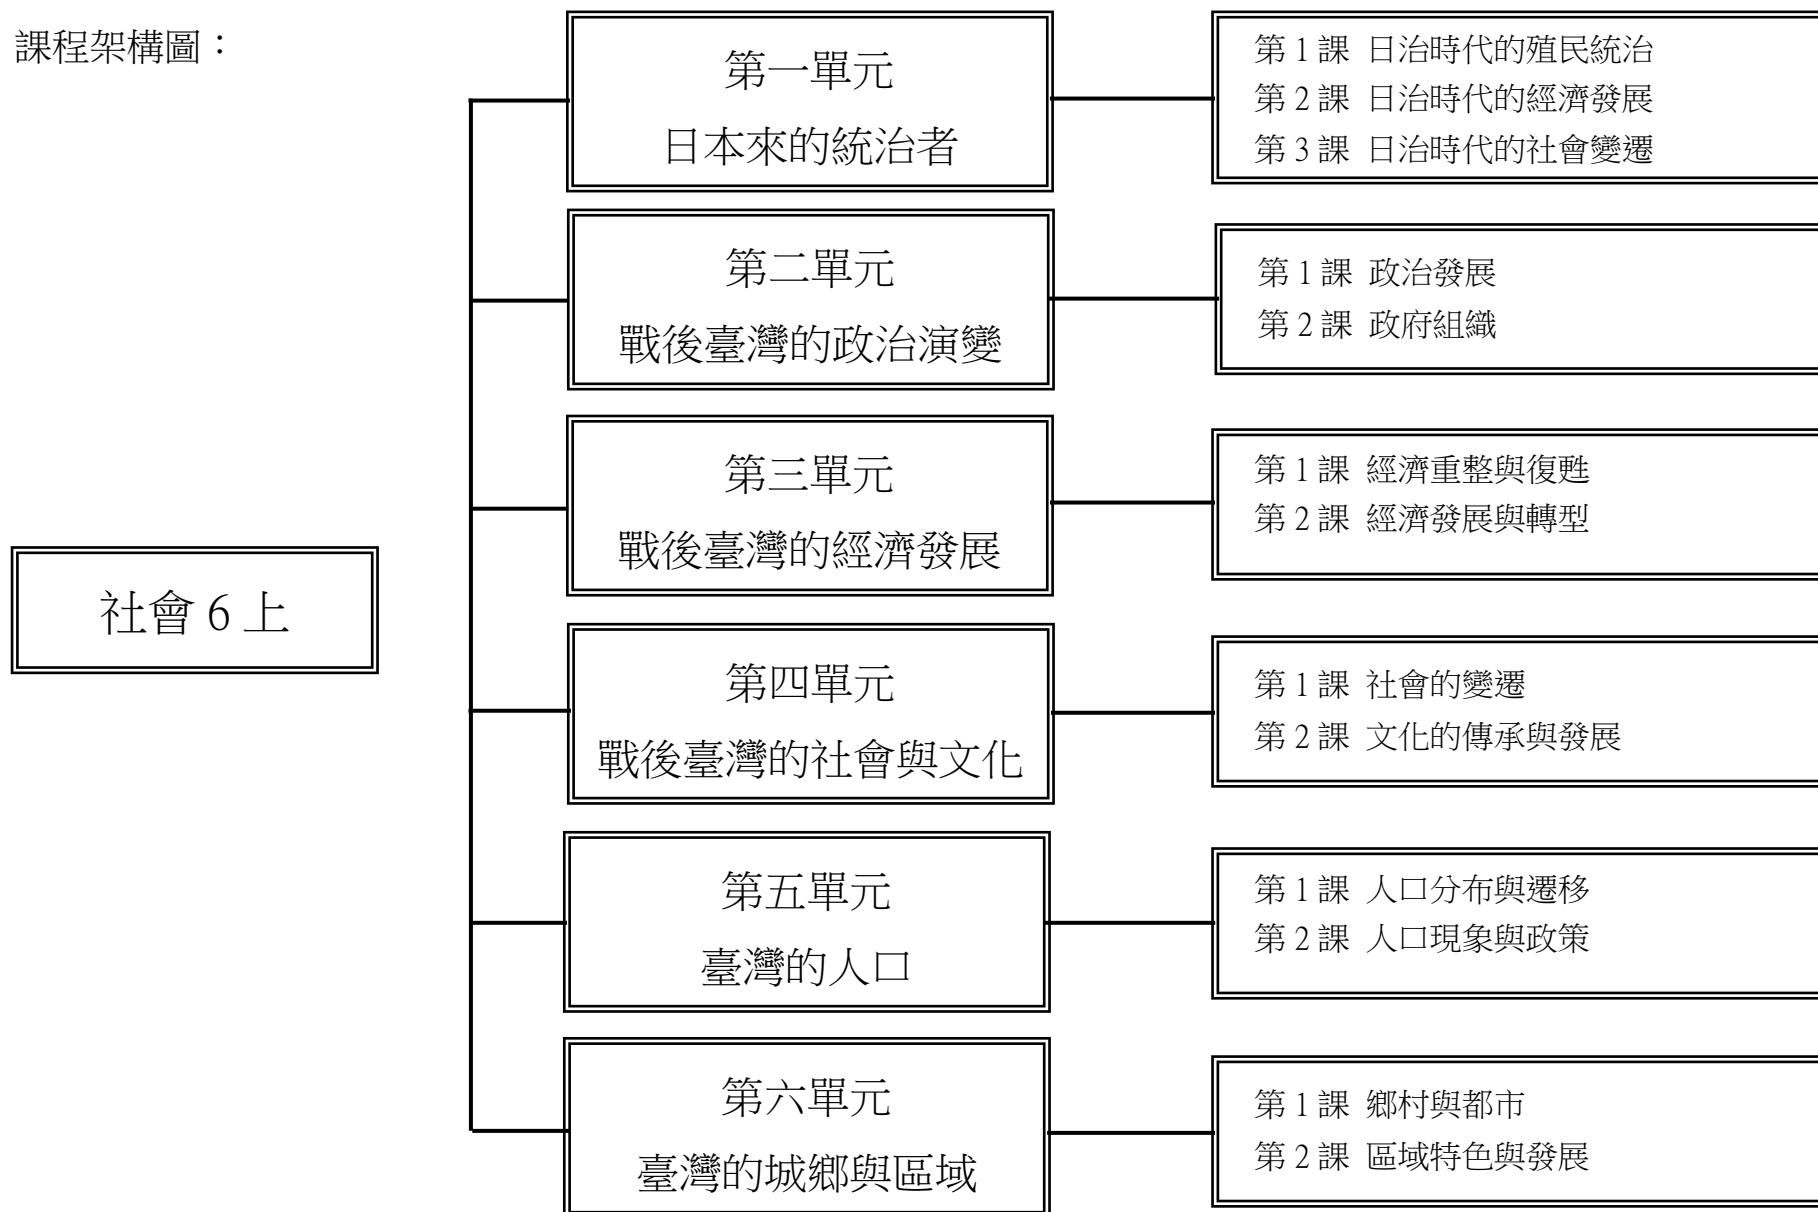 課程架構圖：
社會 6 上
第一單元
日本來的統治者
第 1 課 日治時代的殖民統治
第 2 課 日治時代的經濟發展
第 3 課 日治時代的社會變遷
第二單元
戰後臺灣的政治演變
第 1 課 政治發展
第 2 課 政府組織
第三單元
戰後臺灣的經濟發展
第 1 課 經濟重整與復甦
第 2 課 經濟發展與轉型
第四單元
戰後臺灣的社會與文化
第 1 課 社會的變遷
第 2 課 文化的傳承與發展
第五單元
臺灣的人口
第 1 課 人口分布與遷移
第 2 課 人口現象與政策
第六單元
臺灣的城鄉與區域
第 1 課 鄉村與都市
第 2 課 區域特色與發展